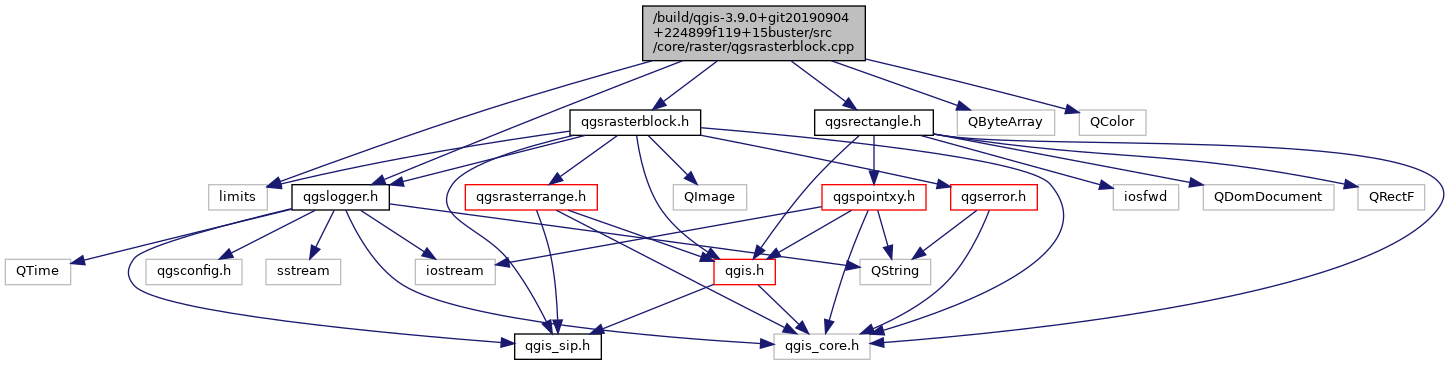 /build/qgis-3.9.0+git20190904
+224899f119+15buster/src
/core/raster/qgsrasterblock.cpp
qgsrasterblock.h
qgsrectangle.h
QByteArray
QColor
limits
qgslogger.h
qgsrasterrange.h
QImage
qgspointxy.h
qgserror.h
iosfwd
QDomDocument
QRectF
QTime
qgsconfig.h
sstream
iostream
qgis.h
QString
qgis_sip.h
qgis_core.h